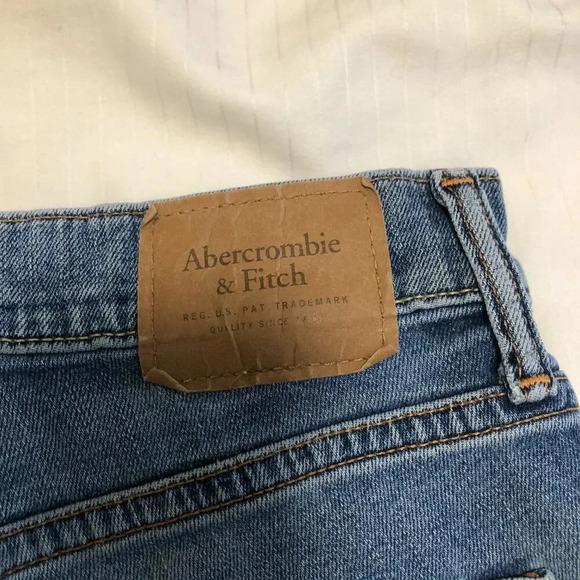 Abercrombie
& Fitch
REG. U.S. PAT. TRADEMARK
QUALITY SINCE